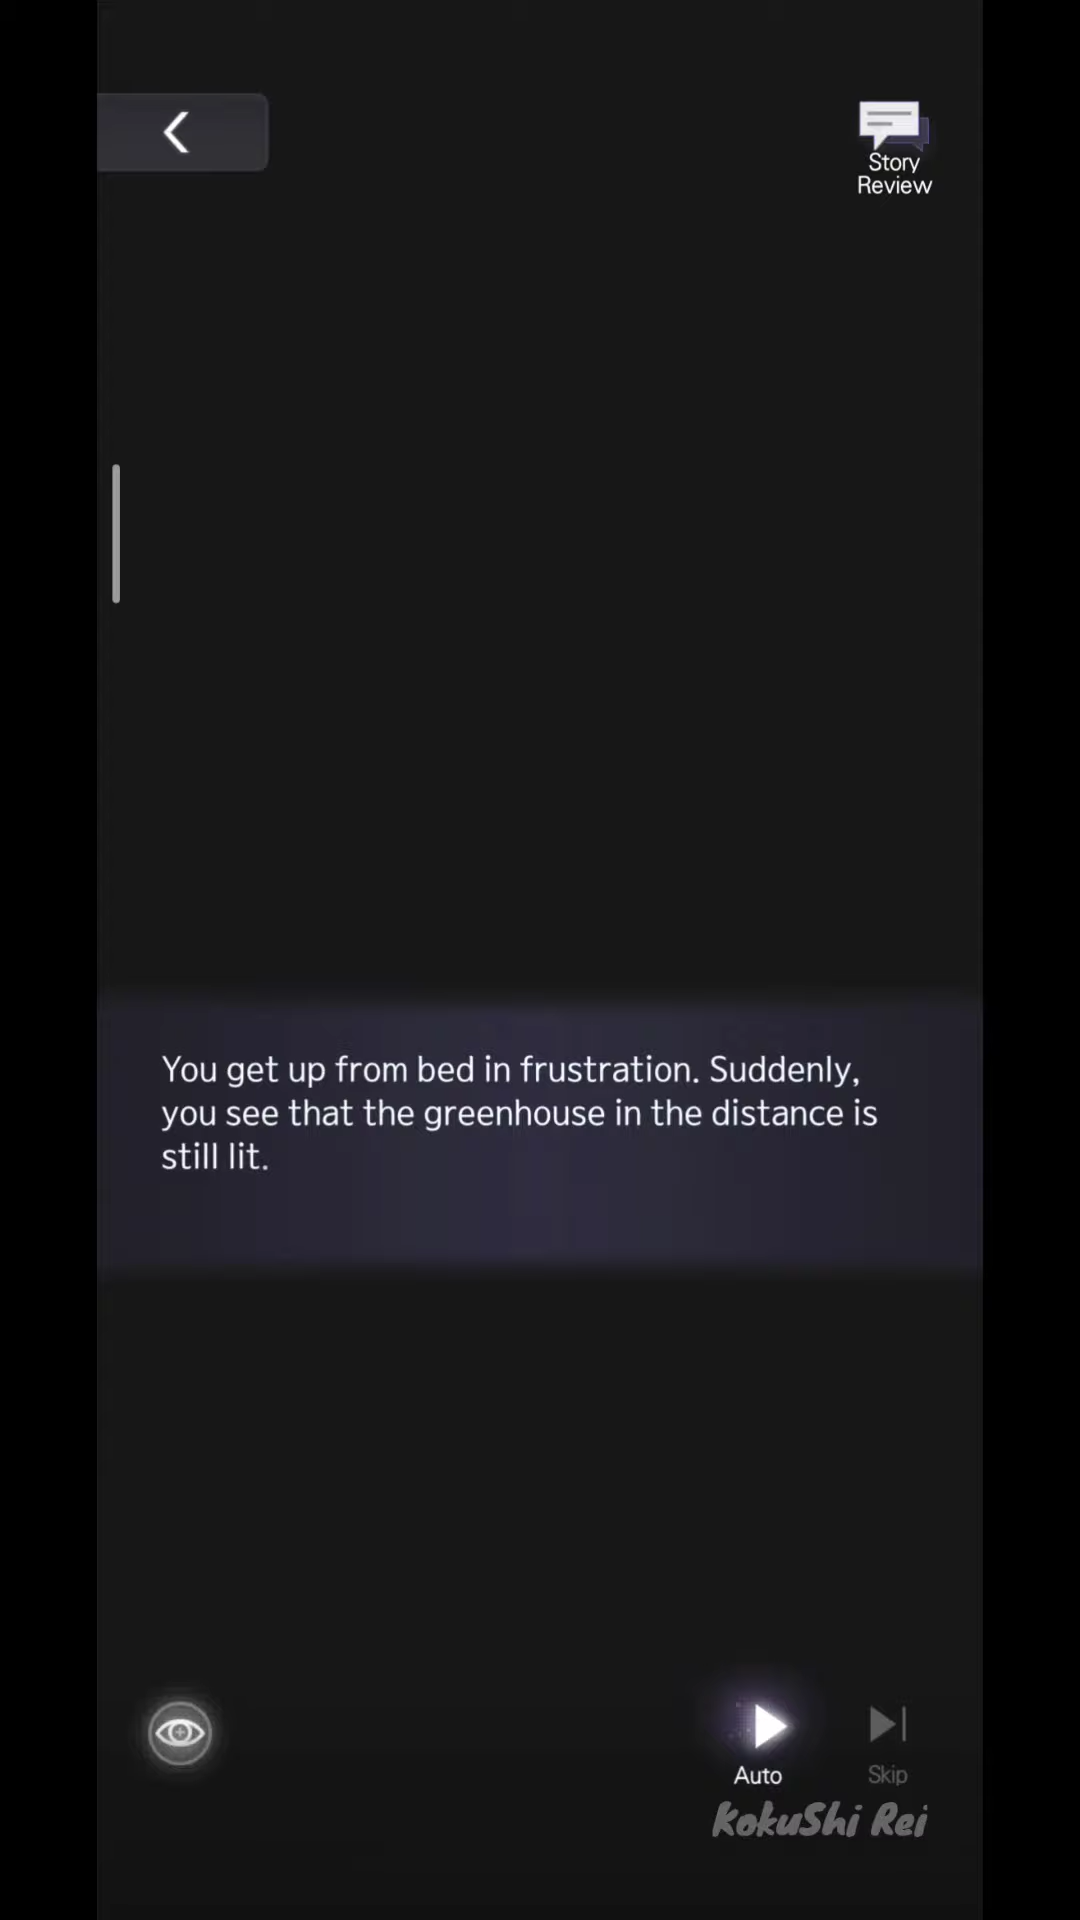 Story
Review
You get up from bed in frustration. Suddenly,
you see that the greenhouse in the distance is
still lit.
Auto
Skip
KokuShi Rei